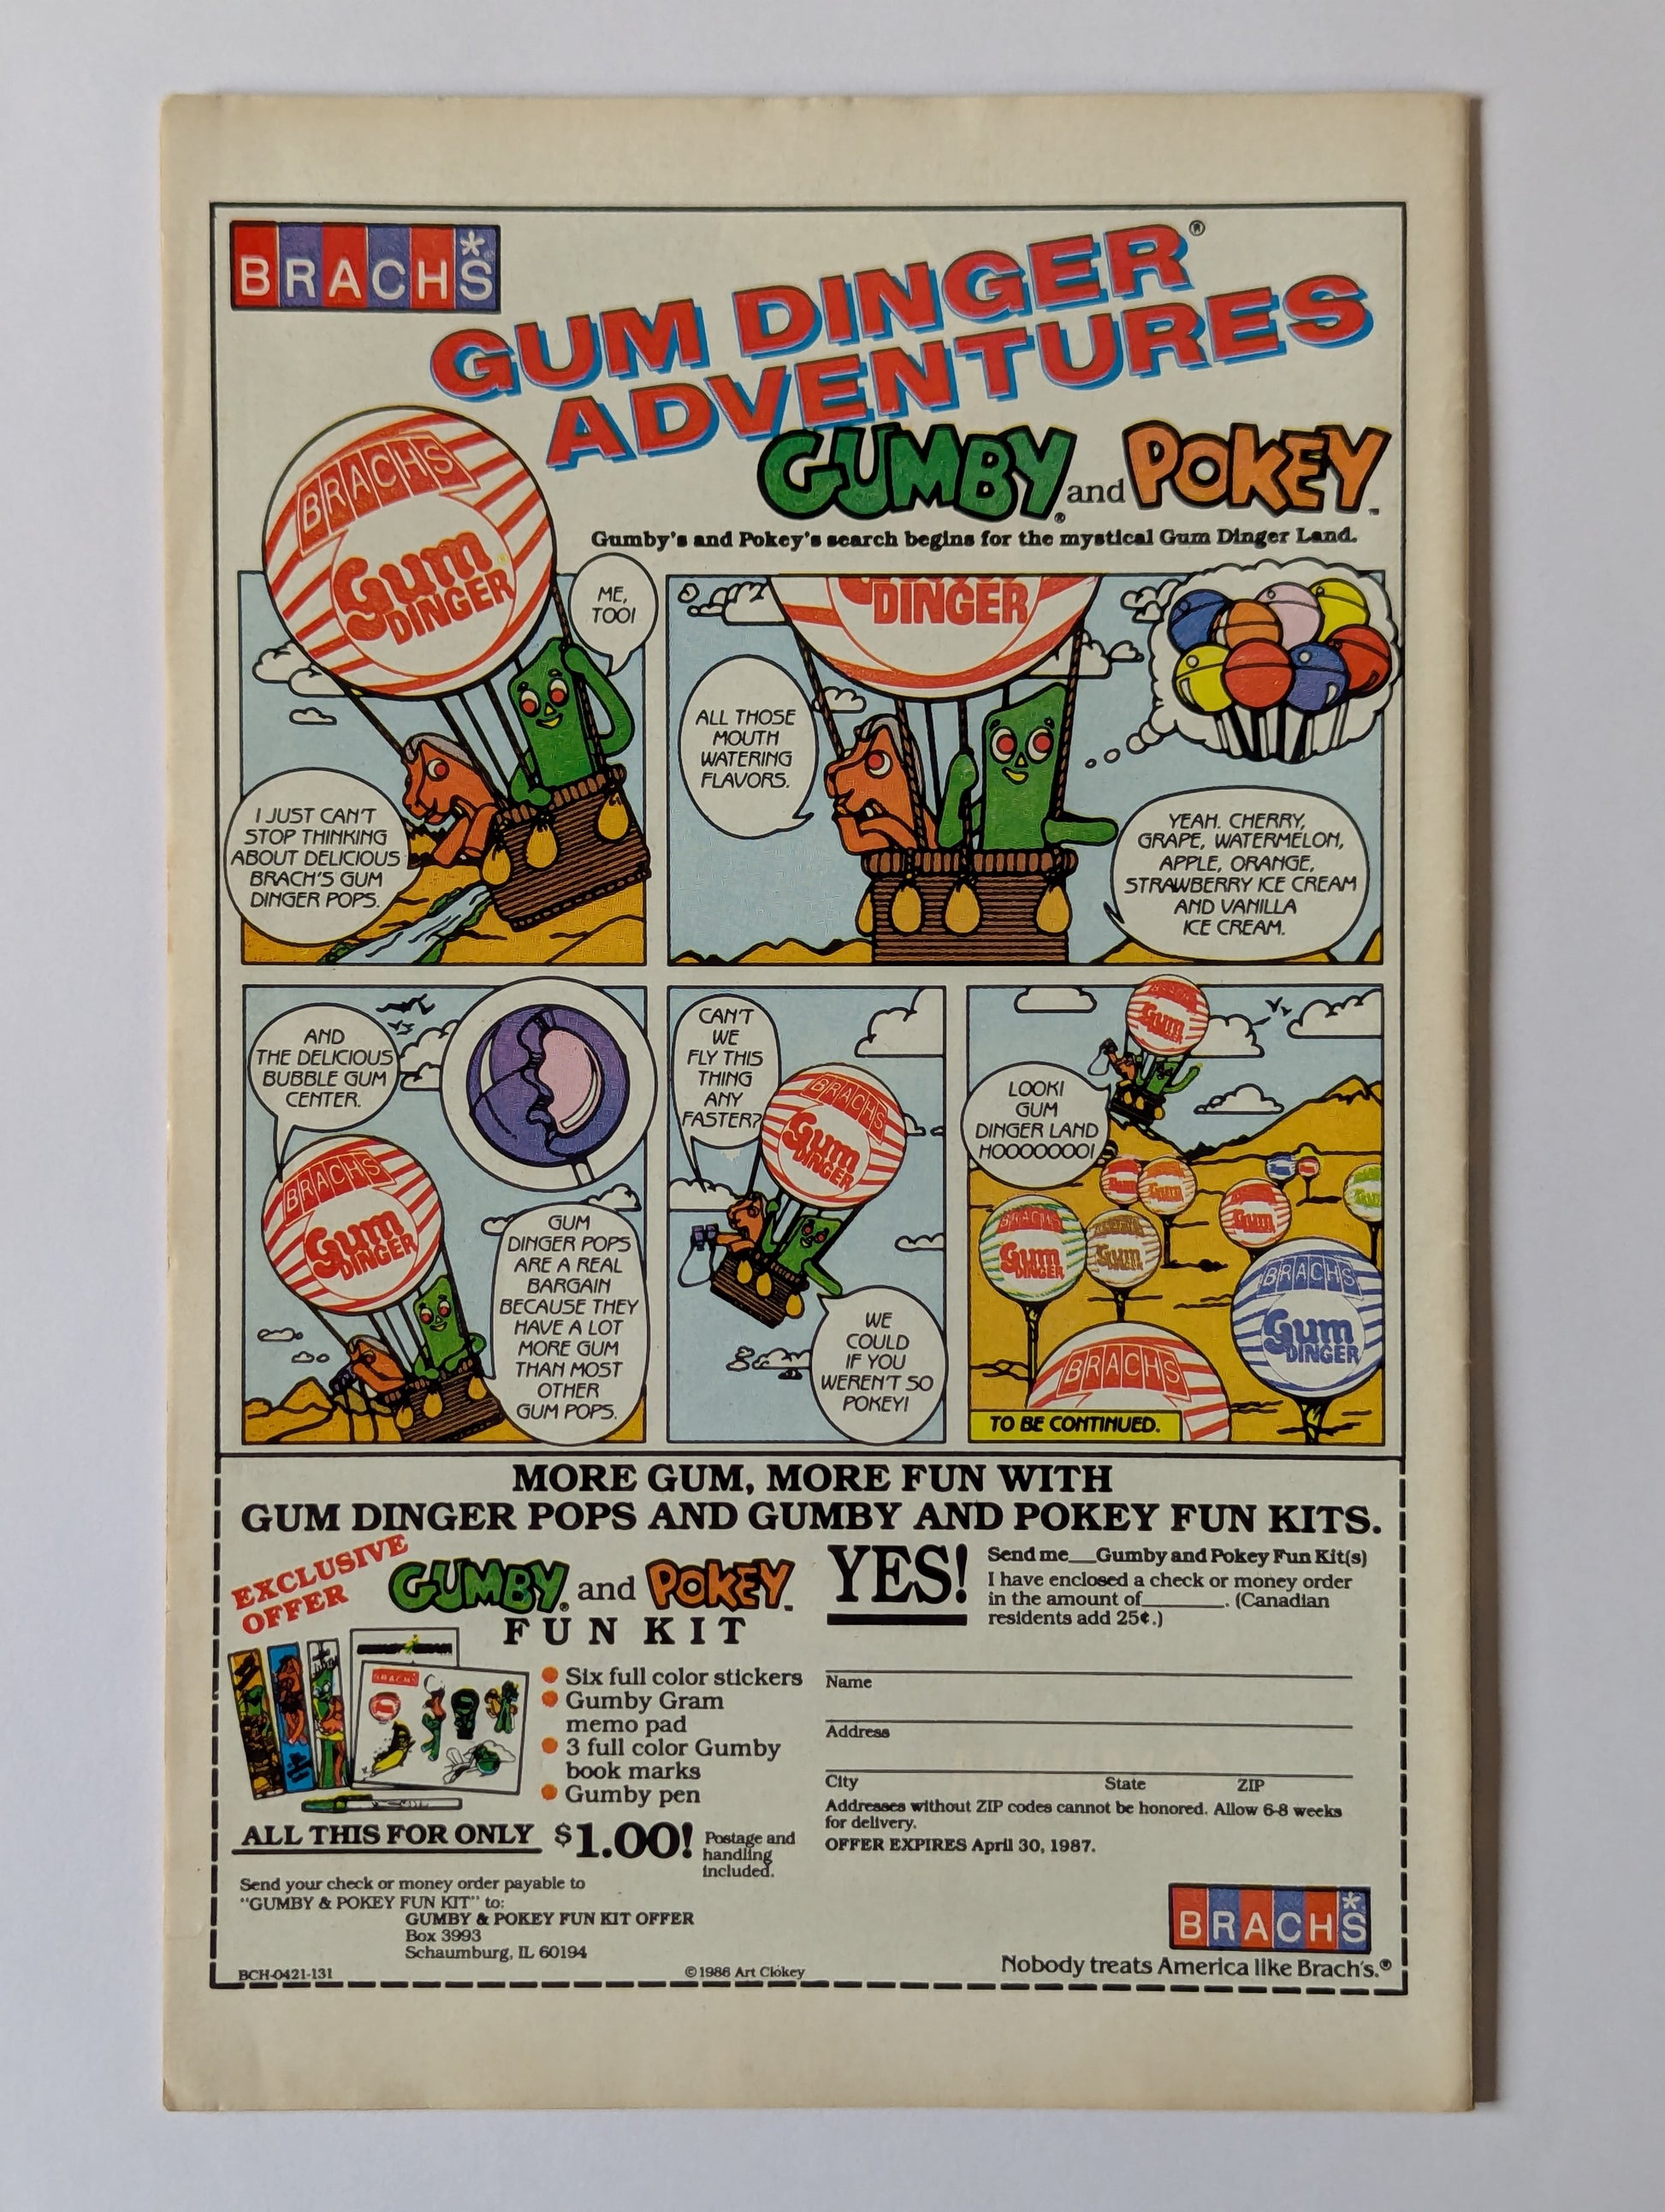 BRACH'S
GUM DINGER®
ADVENTURES
GUMBY® and POKEY™
Gumby's and Pokey's search begins for the mystical Gum Dinger Land.
BRACHS
Gum
DINGER
ME,
TOO!
I JUST CAN'T
STOP THINKING
ABOUT DELICIOUS
BRACH'S GUM
DINGER POPS.
DINGER
ALL THOSE
MOUTH
WATERING
FLAVORS.
YEAH. CHERRY,
GRAPE, WATERMELON,
APPLE, ORANGE,
STRAWBERRY ICE CREAM
AND VANILLA
ICE CREAM.
AND
THE DELICIOUS
BUBBLE GUM
CENTER.
BRACHS
Gum
DINGER
GUM
DINGER POPS
ARE A REAL
BARGAIN
BECAUSE THEY
HAVE A LOT
MORE GUM
THAN MOST
OTHER
GUM POPS.
CAN'T
WE
FLY THIS
THING
ANY
FASTER?
BRACHS
Gum
DINGER
WE
COULD
IF YOU
WEREN'T SO
POKEY!
Gum
LOOK!
GUM
DINGER LAND
HOOOOOOO!
Gum
Gum
Gum
DINGER
Gum
DINGER
BRACHS
Gum
DINGER
BRACHS
TO BE CONTINUED.
MORE GUM, MORE FUN WITH
GUM DINGER POPS AND GUMBY AND POKEY FUN KITS.
EXCLUSIVE
OFFER
GUMBY® and POKEY™
FUN KIT
Six full color stickers
Gumby Gram
memo pad
3 full color Gumby
book marks
Gumby pen
ALL THIS FOR ONLY $1.00! Postage and
handling
included.
Send your check or money order payable to
"GUMBY & POKEY FUN KIT" to:
GUMBY & POKEY FUN KIT OFFER
Box 3993
Schaumburg, IL 60194
BCH-0421-131
©1986 Art Clokey
YES!
Send me__Gumby and Pokey Fun Kit(s)
I have enclosed a check or money order
in the amount of_______. (Canadian
residents add 25¢.)
Name
Address
City State ZIP
Addresses without ZIP codes cannot be honored. Allow 6-8 weeks
for delivery.
OFFER EXPIRES April 30, 1987.
BRACH'S
Nobody treats America like Brach's.®